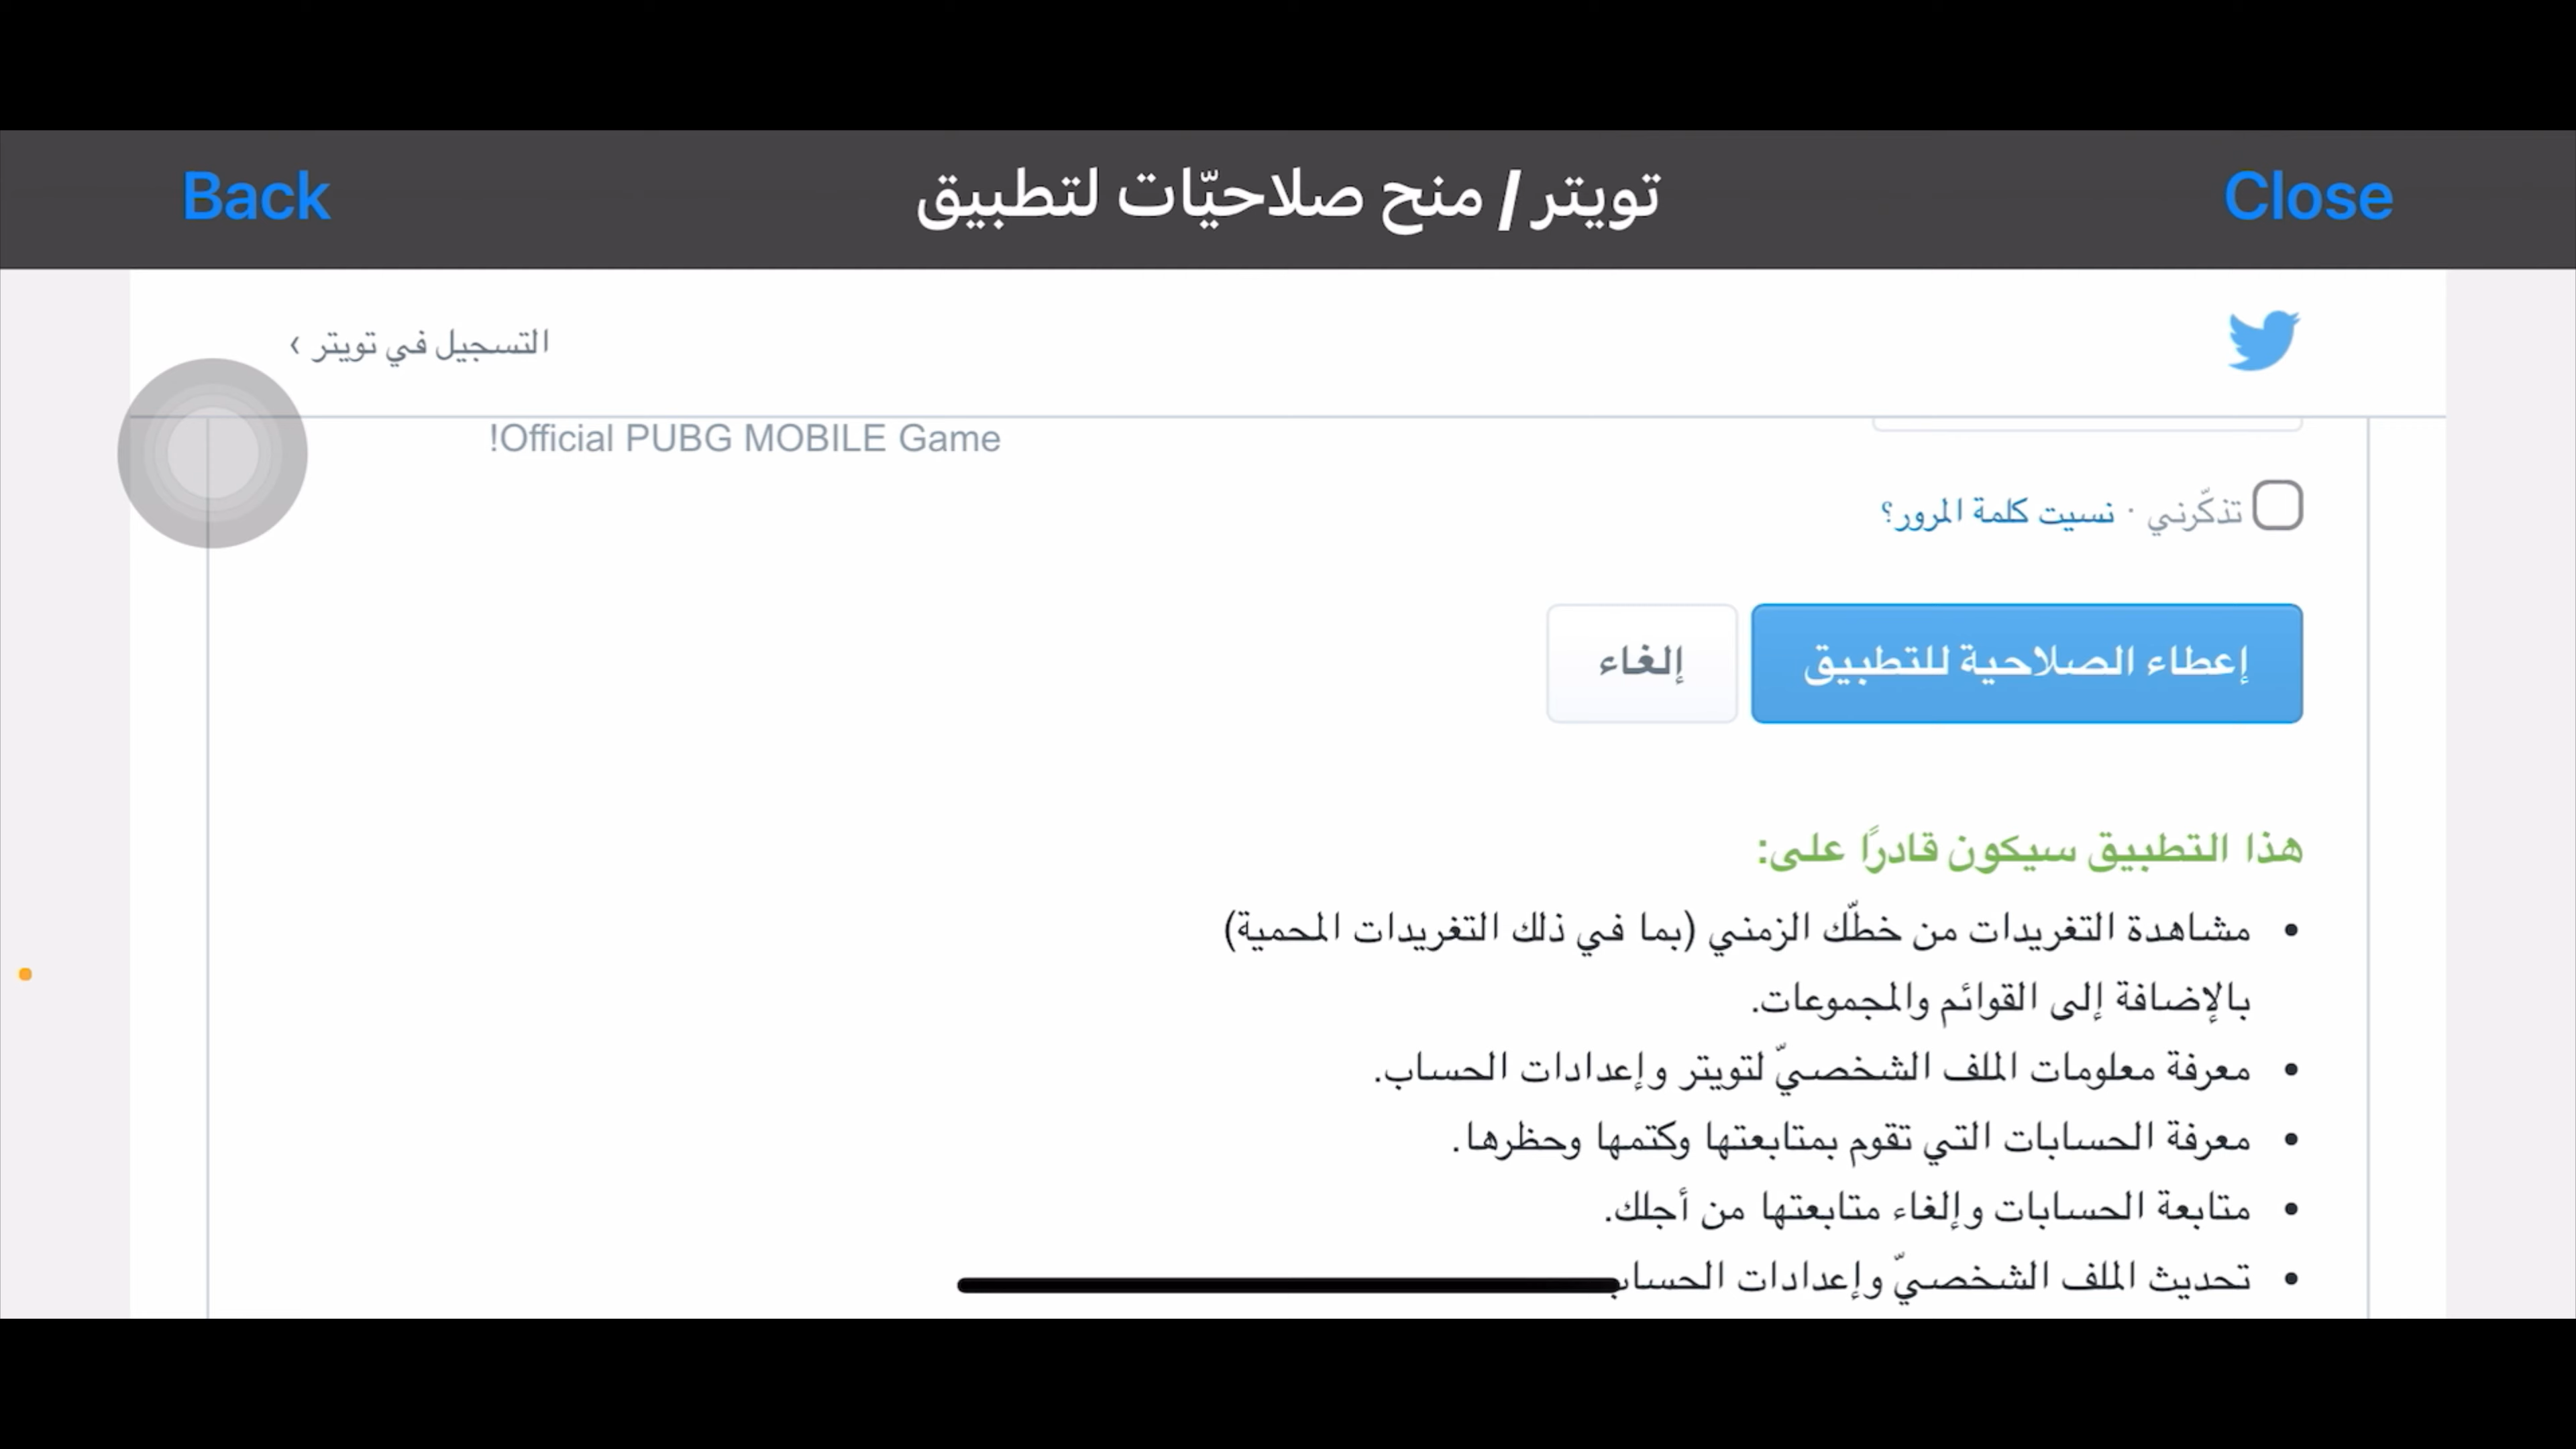 Back
تويتر / منح صلاحيّات لتطبيق
Close
التسجيل في تويتر ›
!Official PUBG MOBILE Game
تذكّرني · نسيت كلمة المرور؟
إعطاء الصلاحية للتطبيق
إلغاء
هذا التطبيق سيكون قادرًا على:
• مشاهدة التغريدات من خطّك الزمني (بما في ذلك التغريدات المحمية)
بالإضافة إلى القوائم والمجموعات.
• معرفة معلومات الملف الشخصيّ لتويتر وإعدادات الحساب.
• معرفة الحسابات التي تقوم بمتابعتها وكتمها وحظرها.
• متابعة الحسابات وإلغاء متابعتها من أجلك.
• تحديث الملف الشخصيّ وإعدادات الحساب